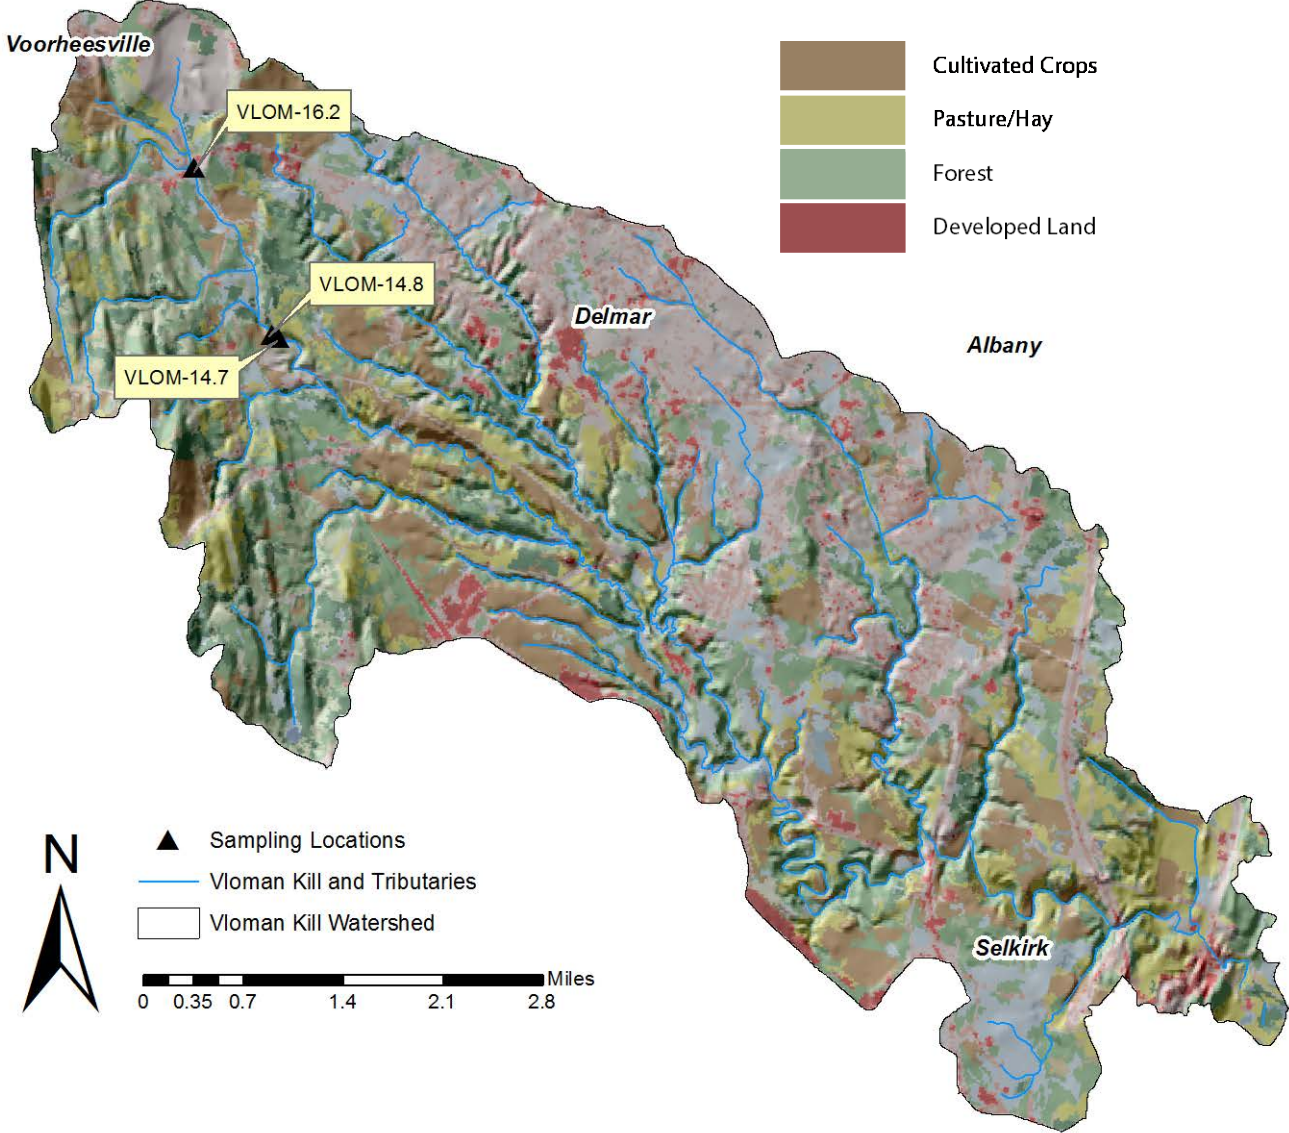 Voorheesville
VLOM-16.2
Cultivated Crops
Pasture/Hay
Forest
Developed Land
VLOM-14.8
Delmar
Albany
VLOM-14.7
N
Sampling Locations
Vloman Kill and Tributaries
Vloman Kill Watershed
Selkirk
Miles
0 0.35 0.7 1.4 2.1 2.8